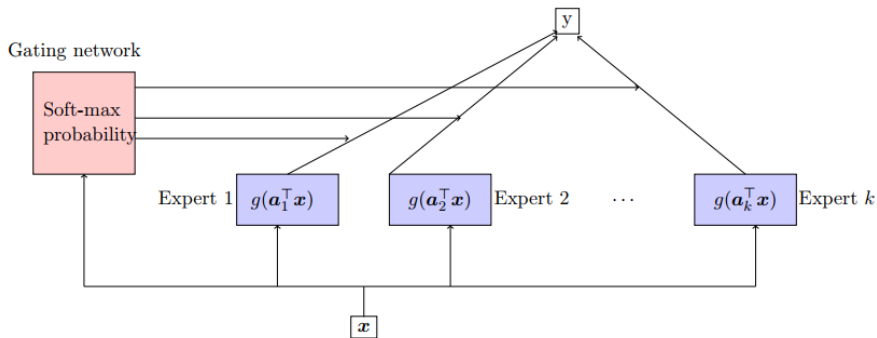 y
Gating network
Soft-max
probability
Expert 1 g(𝒂₁ᵀ𝒙) g(𝒂₂ᵀ𝒙) Expert 2 ... g(𝒂ₖᵀ𝒙) Expert k
𝒙